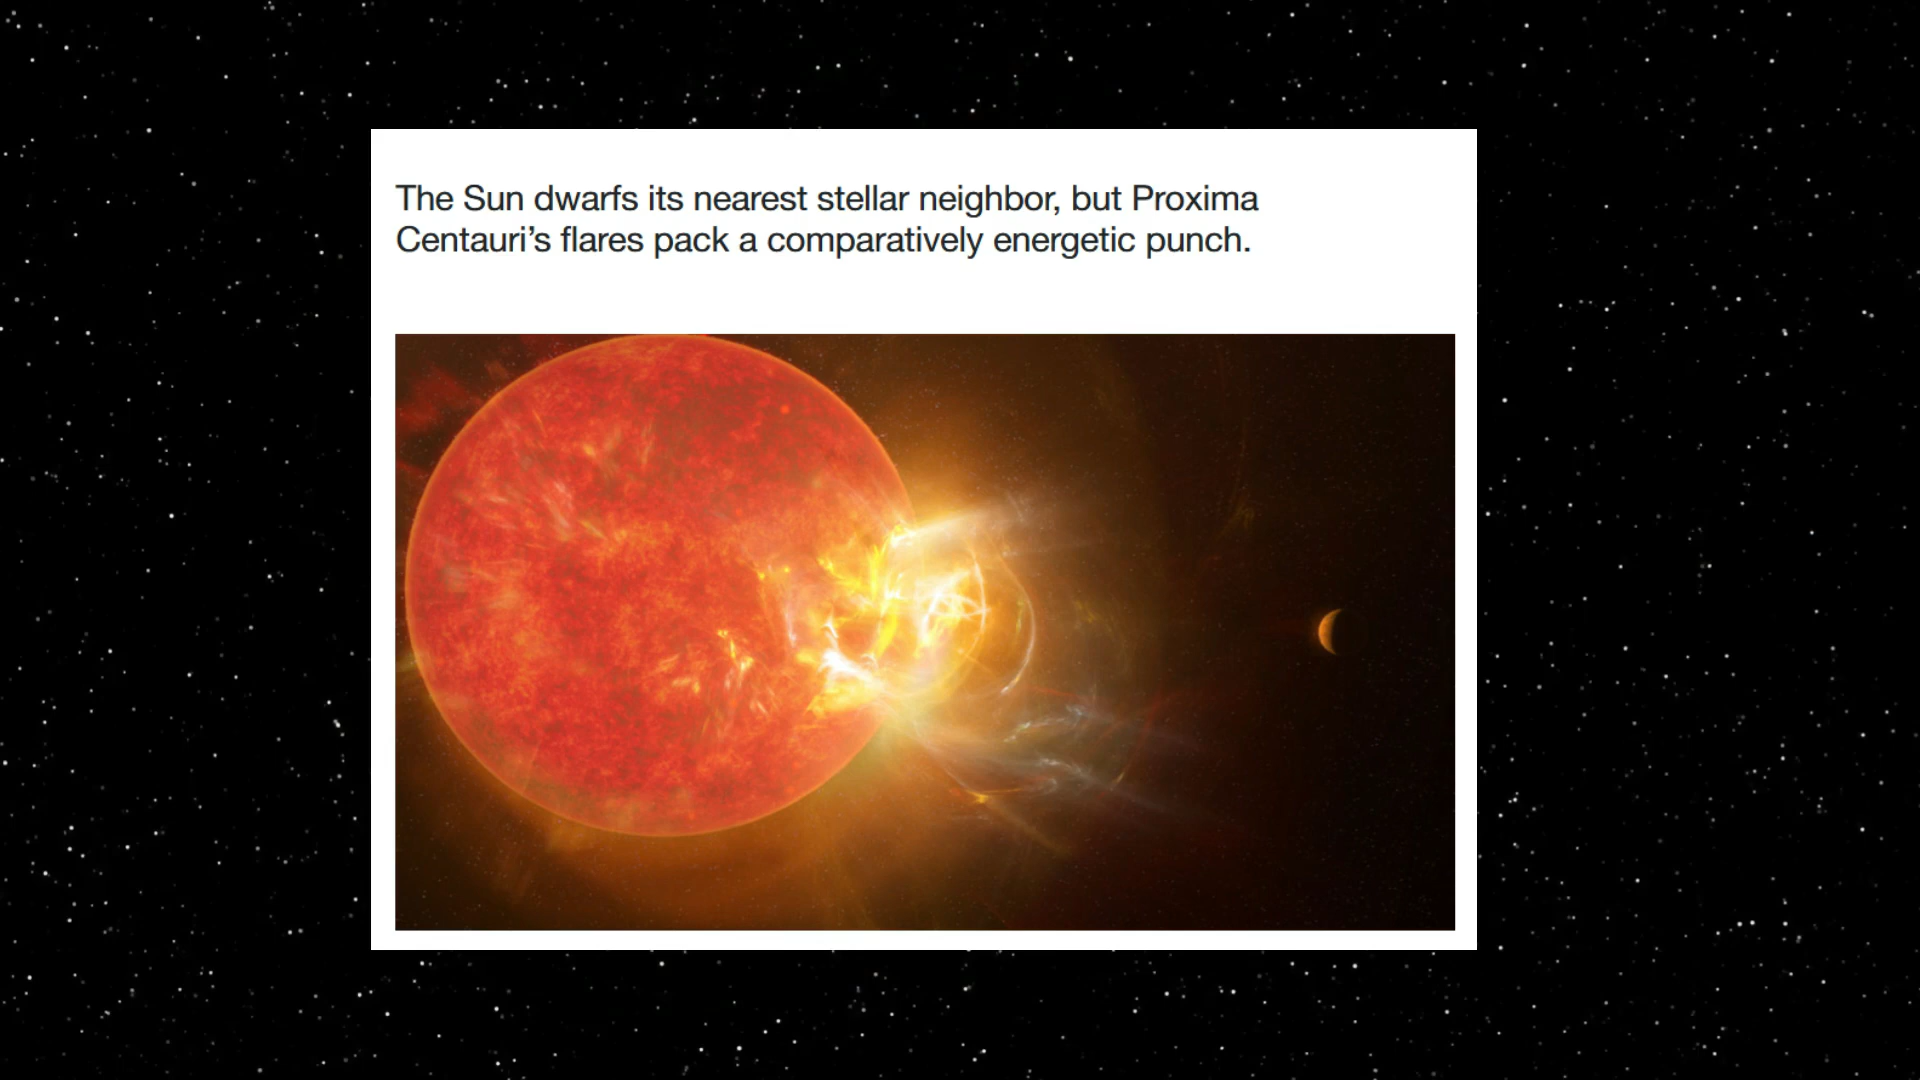 The Sun dwarfs its nearest stellar neighbor, but Proxima
Centauri’s flares pack a comparatively energetic punch.